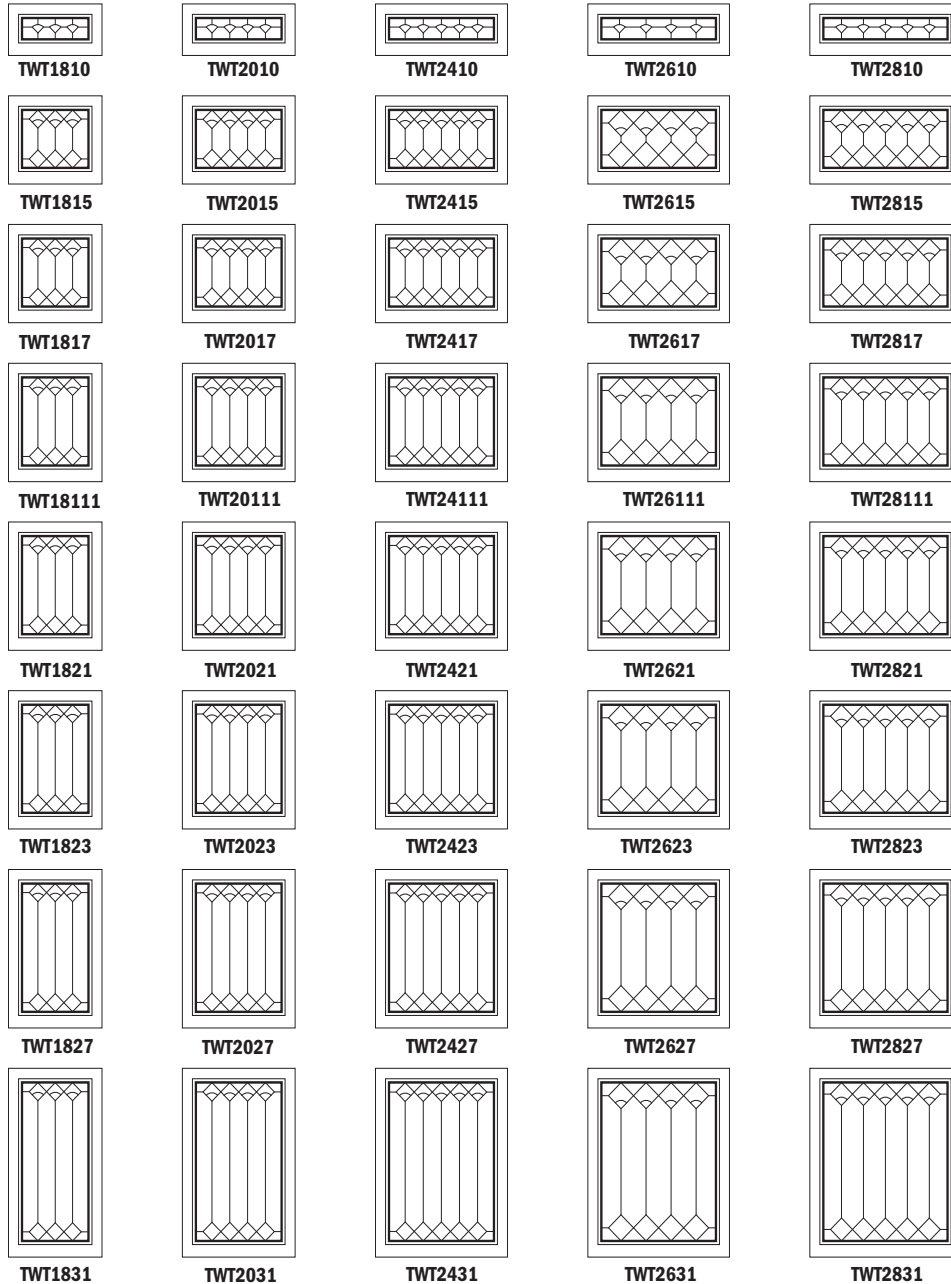 TWT1810 TWT2010 TWT2410 TWT2610 TWT2810
TWT1815 TWT2015 TWT2415 TWT2615 TWT2815
TWT1817 TWT2017 TWT2417 TWT2617 TWT2817
TWT18111 TWT20111 TWT24111 TWT26111 TWT28111
TWT1821 TWT2021 TWT2421 TWT2621 TWT2821
TWT1823 TWT2023 TWT2423 TWT2623 TWT2823
TWT1827 TWT2027 TWT2427 TWT2627 TWT2827
TWT1831 TWT2031 TWT2431 TWT2631 TWT2831